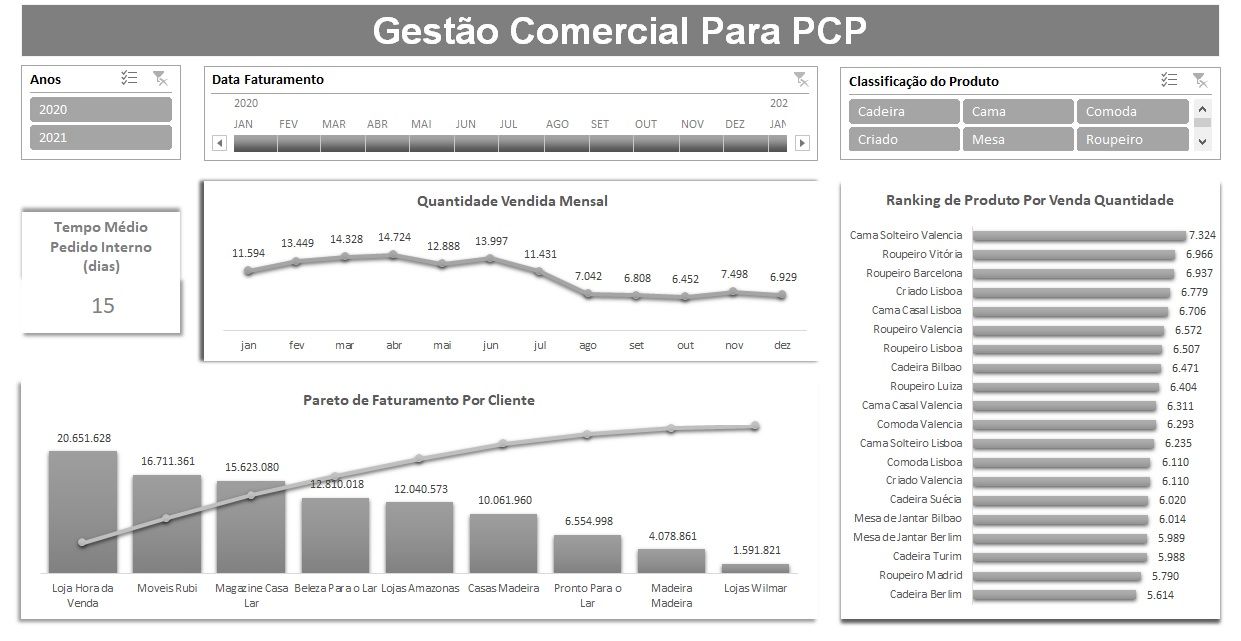 Gestão Comercial Para PCP
Anos
2020
2021
Data Faturamento
2020 202
JAN FEV MAR ABR MAI JUN JUL AGO SET OUT NOV DEZ JAN
Classificação do Produto
Cadeira Cama Comoda
Criado Mesa Roupeiro
Tempo Médio
Pedido Interno
(dias)
15
Quantidade Vendida Mensal
11.594 13.449 14.328 14.724 12.888 13.997 11.431 7.042 6.808 6.452 7.498 6.929
jan fev mar abr mai jun jul ago set out nov dez
Pareto de Faturamento Por Cliente
20.651.628 16.711.361 15.623.080 12.810.018 12.040.573 10.061.960 6.554.998 4.078.861 1.591.821
Loja Hora da Moveis Rubi Magazine Casa Beleza Para o Lar Lojas Amazonas Casas Madeira Pronto Para o Madeira Lojas Wilmar
Venda Lar Lar Madeira
Ranking de Produto Por Venda Quantidade
Cama Solteiro Valencia 7.324
Roupeiro Vitória 6.966
Roupeiro Barcelona 6.937
Criado Lisboa 6.779
Cama Casal Lisboa 6.706
Roupeiro Valencia 6.572
Roupeiro Lisboa 6.507
Cadeira Bilbao 6.471
Roupeiro Luiza 6.404
Cama Casal Valencia 6.311
Comoda Valencia 6.293
Cama Solteiro Lisboa 6.235
Comoda Lisboa 6.110
Criado Valencia 6.110
Cadeira Suécia 6.020
Mesa de Jantar Bilbao 6.014
Mesa de Jantar Berlim 5.989
Cadeira Turim 5.988
Roupeiro Madrid 5.790
Cadeira Berlim 5.614